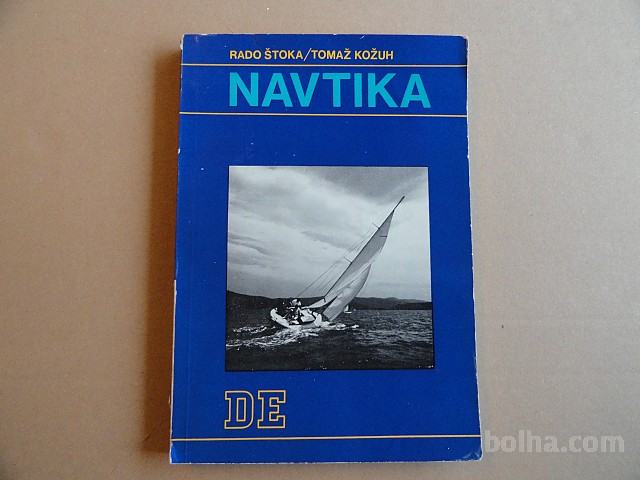 RADO ŠTOKA/TOMAŽ KOŽUH
NAVTIKA
DE
bolha.com